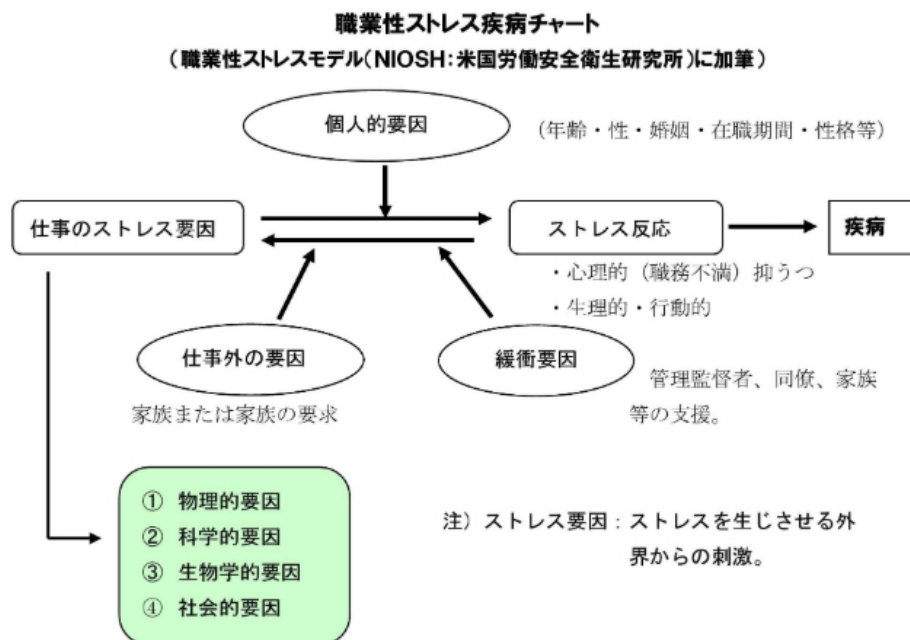 職業性ストレス疾病チャート
(職業性ストレスモデル(NIOSH:米国労働安全衛生研究所)に加筆)
個人的要因
(年齢・性・婚姻・在職期間・性格等)
仕事のストレス要因
ストレス反応
疾病
・心理的(職務不満)抑うつ
・生理的・行動的
仕事外の要因
緩衝要因
家族または家族の要求
管理監督者、同僚、家族
等の支援。
① 物理的要因
② 科学的要因
③ 生物学的要因
④ 社会的要因
注)ストレス要因:ストレスを生じさせる外
界からの刺激。